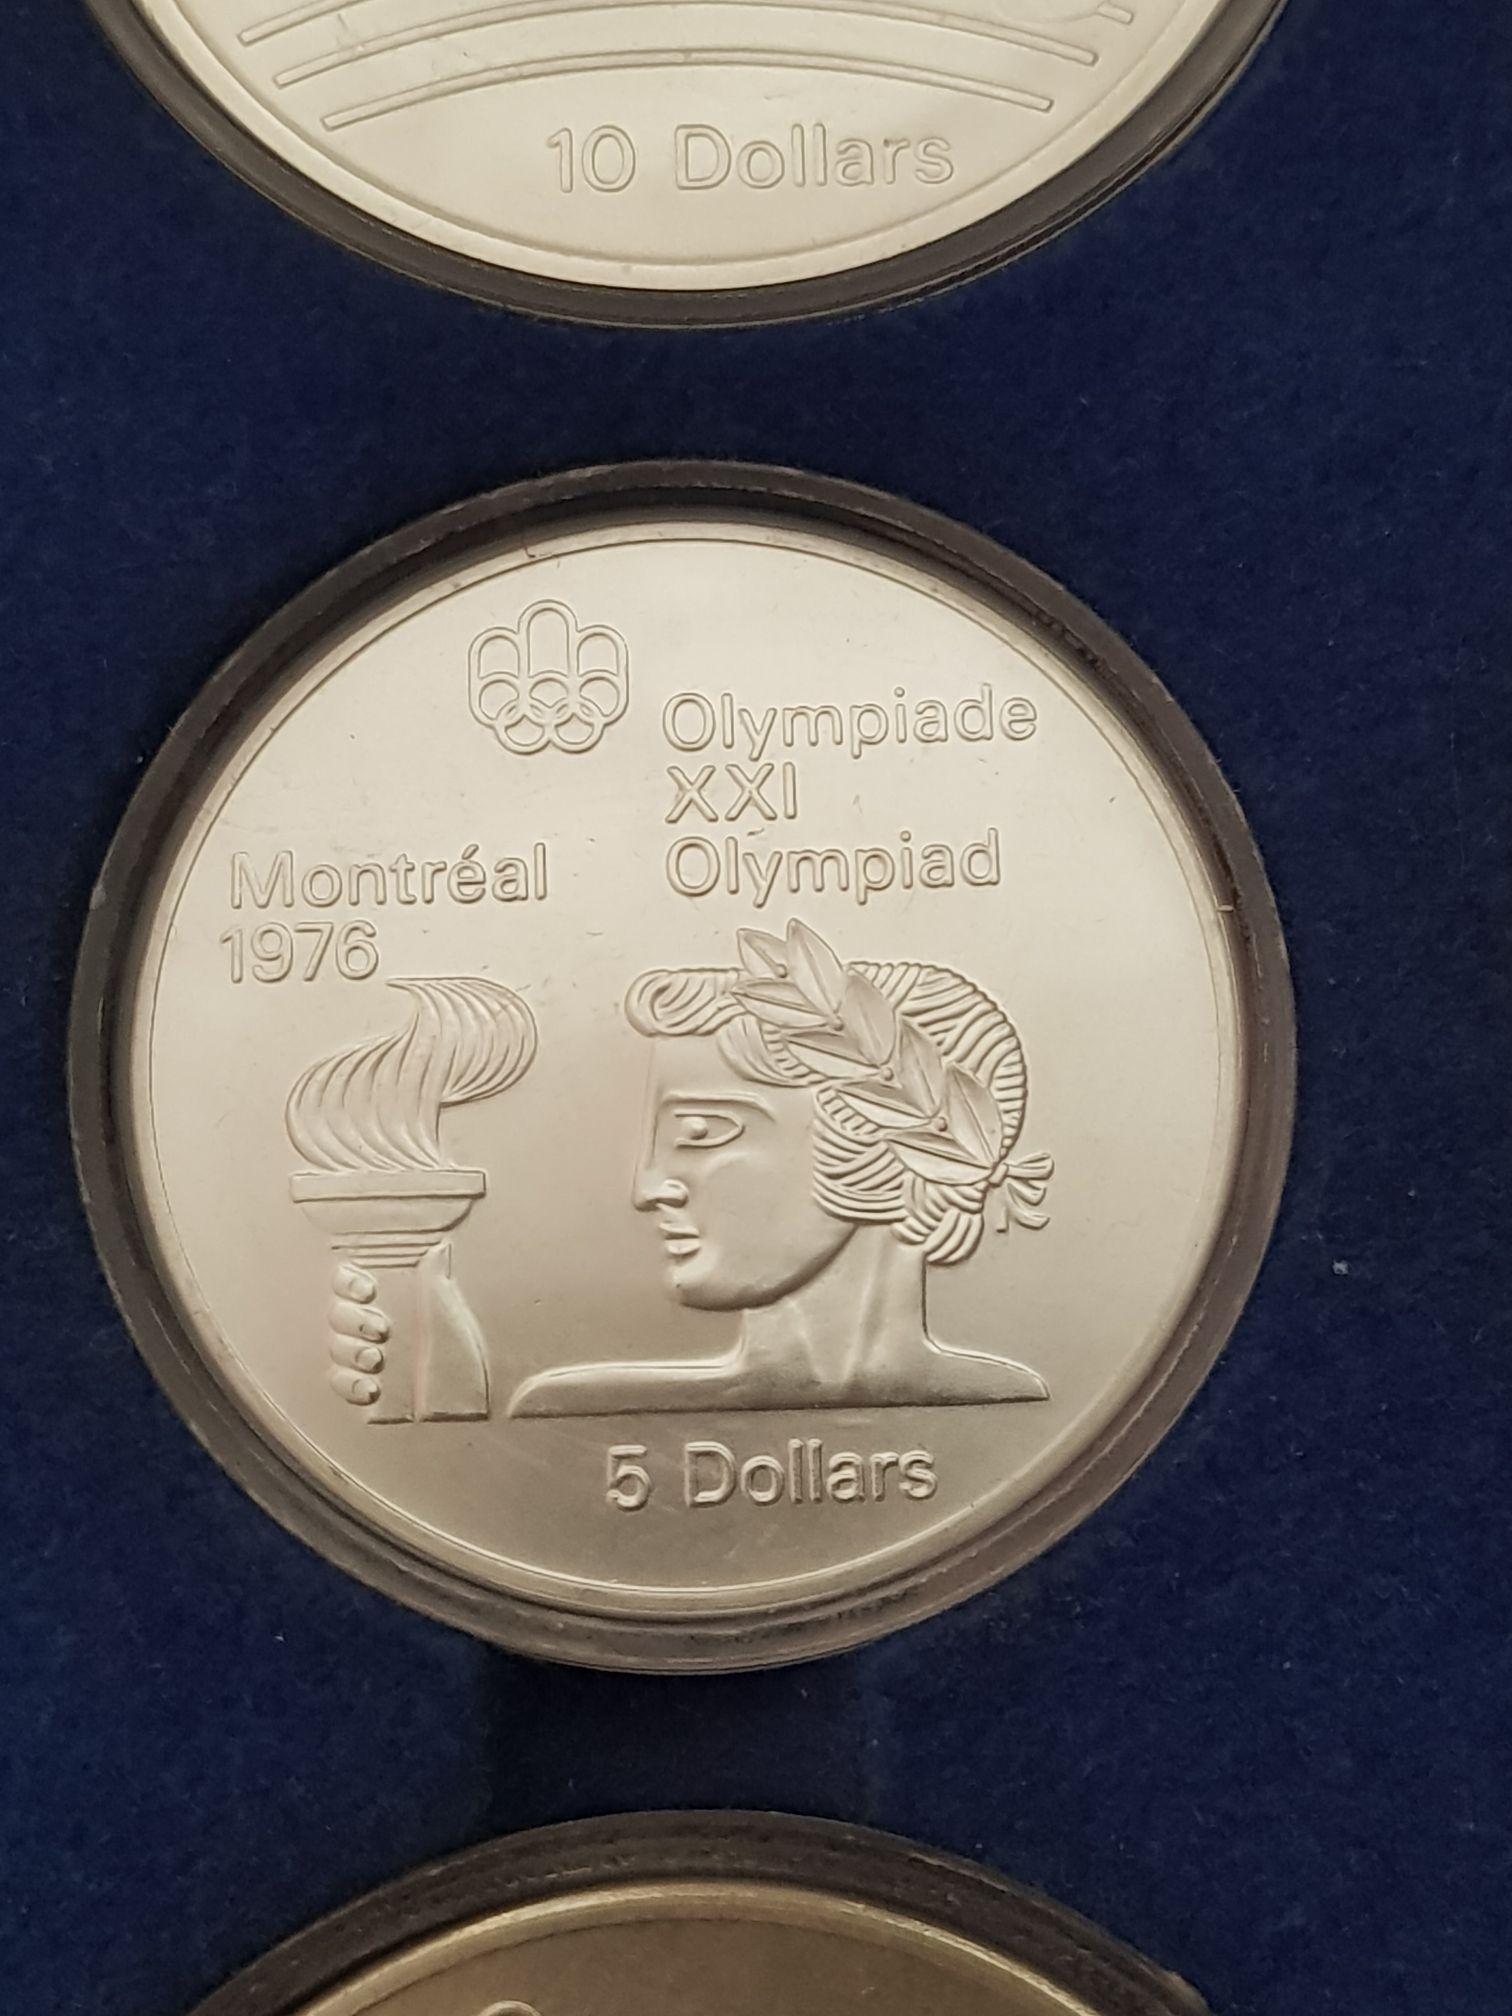 10 Dollars
Olympiade
XXI
Olympiad
Montréal
1976
5 Dollars